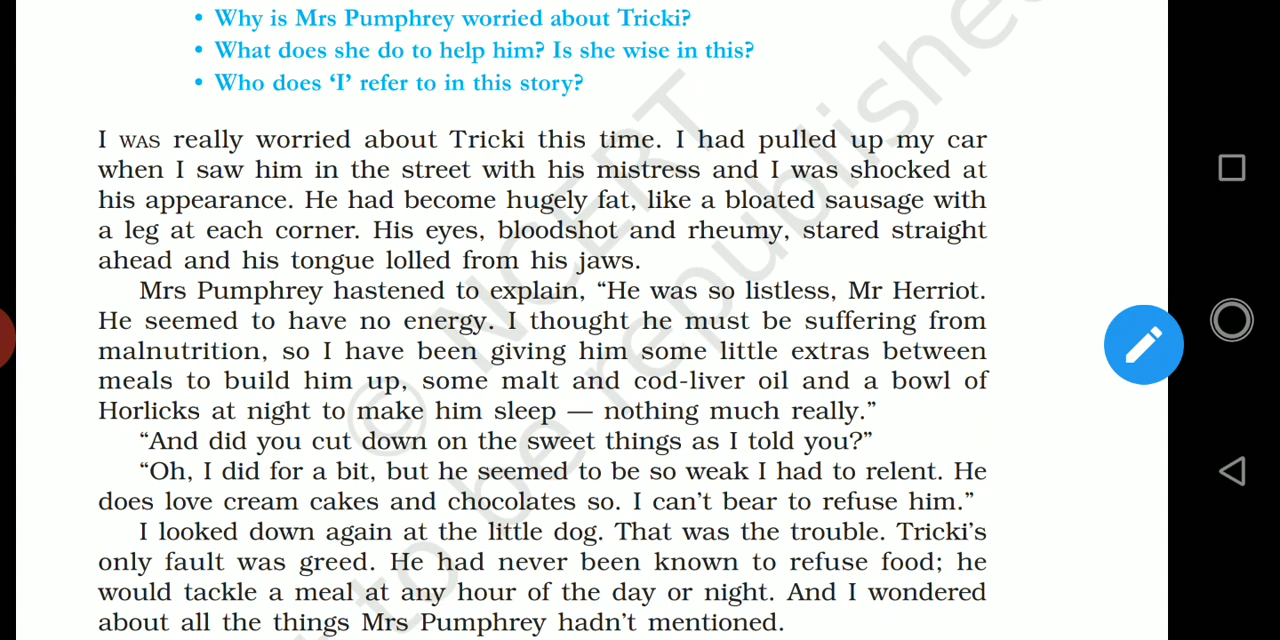 • Why is Mrs Pumphrey worried about Tricki?
• What does she do to help him? Is she wise in this?
• Who does ‘I’ refer to in this story?
I WAS really worried about Tricki this time. I had pulled up my car
when I saw him in the street with his mistress and I was shocked at
his appearance. He had become hugely fat, like a bloated sausage with
a leg at each corner. His eyes, bloodshot and rheumy, stared straight
ahead and his tongue lolled from his jaws.
Mrs Pumphrey hastened to explain, “He was so listless, Mr Herriot.
He seemed to have no energy. I thought he must be suffering from
malnutrition, so I have been giving him some little extras between
meals to build him up, some malt and cod-liver oil and a bowl of
Horlicks at night to make him sleep — nothing much really.”
“And did you cut down on the sweet things as I told you?”
“Oh, I did for a bit, but he seemed to be so weak I had to relent. He
does love cream cakes and chocolates so. I can’t bear to refuse him.”
I looked down again at the little dog. That was the trouble. Tricki’s
only fault was greed. He had never been known to refuse food; he
would tackle a meal at any hour of the day or night. And I wondered
about all the things Mrs Pumphrey hadn’t mentioned.
© NCERT
to be republished